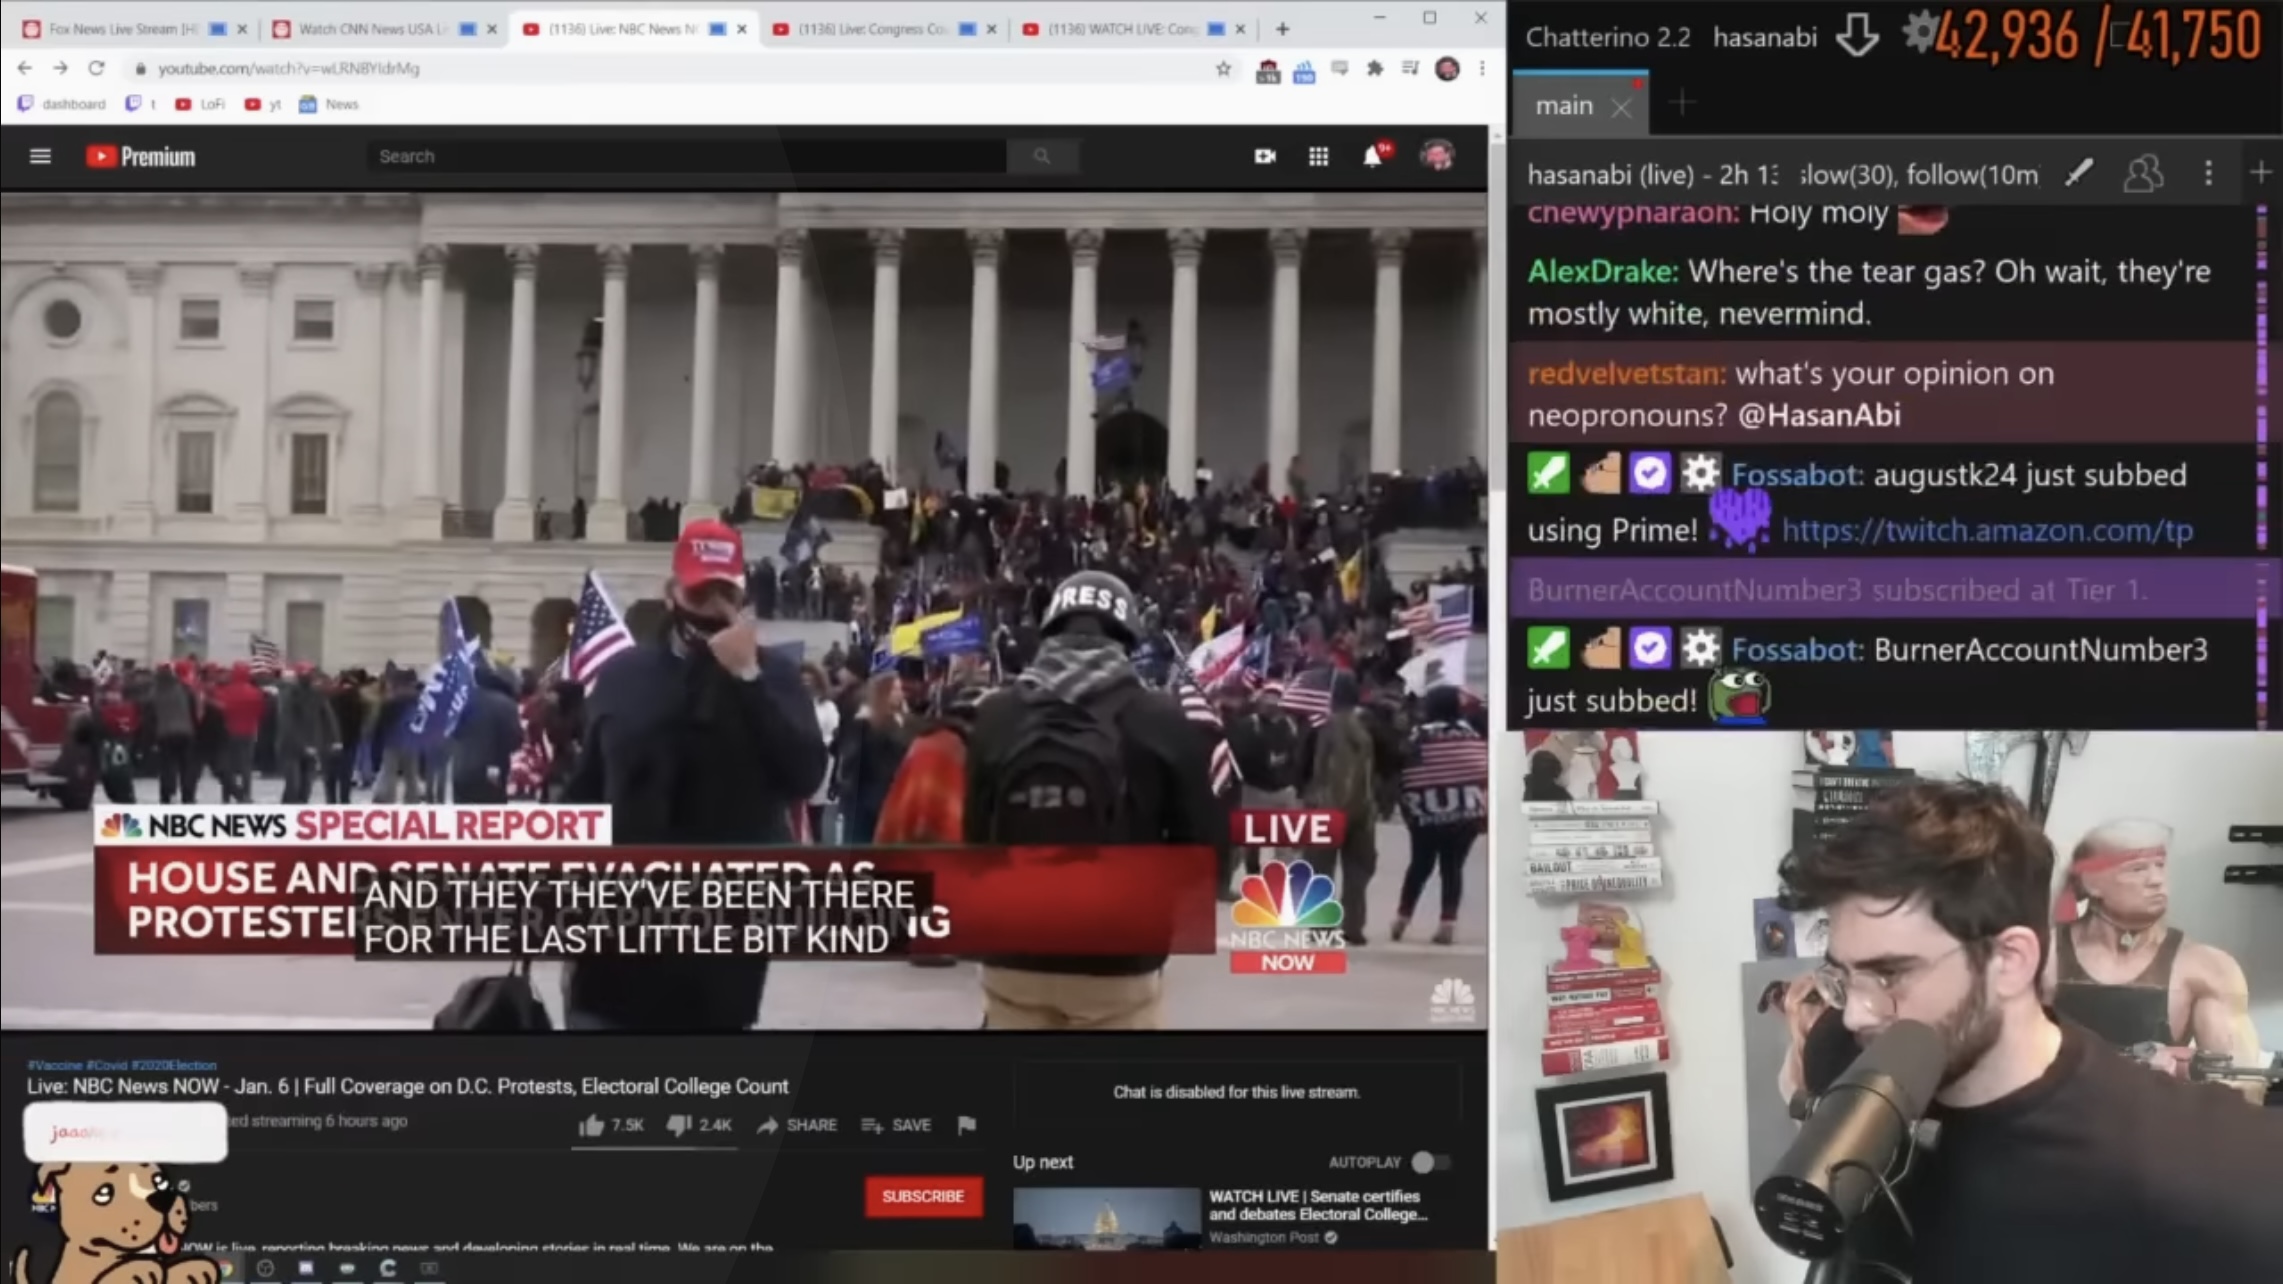 Fox News Live Stream [H
Watch CNN News USA Li
(1136) Live: NBC News N
(1136) Live: Congress Co
(1136) WATCH LIVE: Cong
youtube.com/watch?v=wLRN8YIdrMg
dashboard
t
LoFi
yt
News
Premium
Search
9+
PRESS
NBC NEWS SPECIAL REPORT
HOUSE AND SENATE EVACUATED AS
PROTESTERS ENTER CAPITOL BUILDING
AND THEY THEY'VE BEEN THERE
FOR THE LAST LITTLE BIT KIND
LIVE
NBC NEWS
NOW
#Vaccine #Covid #2020Election
Live: NBC News NOW - Jan. 6 | Full Coverage on D.C. Protests, Electoral College Count
ted streaming 6 hours ago
7.5K
2.4K
SHARE
SAVE
bers
SUBSCRIBE
NOW is live, reporting breaking news and developing stories in real time. We are on the
Chat is disabled for this live stream.
Up next
AUTOPLAY
WATCH LIVE | Senate certifies
and debates Electoral College...
Washington Post
Chatterino 2.2 hasanabi
42,936 / 41,750
main
hasanabi (live) - 2h 13 slow(30), follow(10m
chewypharaoh: Holy moly
AlexDrake: Where's the tear gas? Oh wait, they're
mostly white, nevermind.
redvelvetstan: what's your opinion on
neopronouns? @HasanAbi
Fossabot: augustk24 just subbed
using Prime! https://twitch.amazon.com/tp
BurnerAccountNumber3 subscribed at Tier 1.
Fossabot: BurnerAccountNumber3
just subbed!
BAILOUT